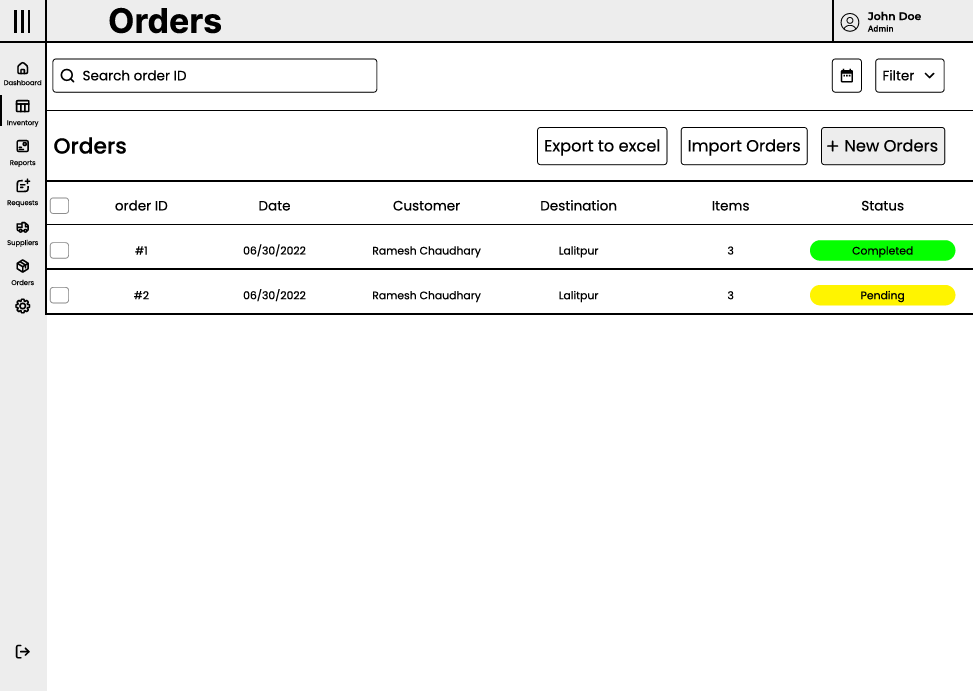 Orders
John Doe
Admin
Search order ID
Filter
Dashboard
Inventory
Reports
Requests
Suppliers
Orders
Orders
Export to excel
Import Orders
+ New Orders
order ID Date Customer Destination Items Status
#1 06/30/2022 Ramesh Chaudhary Lalitpur 3 Completed
#2 06/30/2022 Ramesh Chaudhary Lalitpur 3 Pending